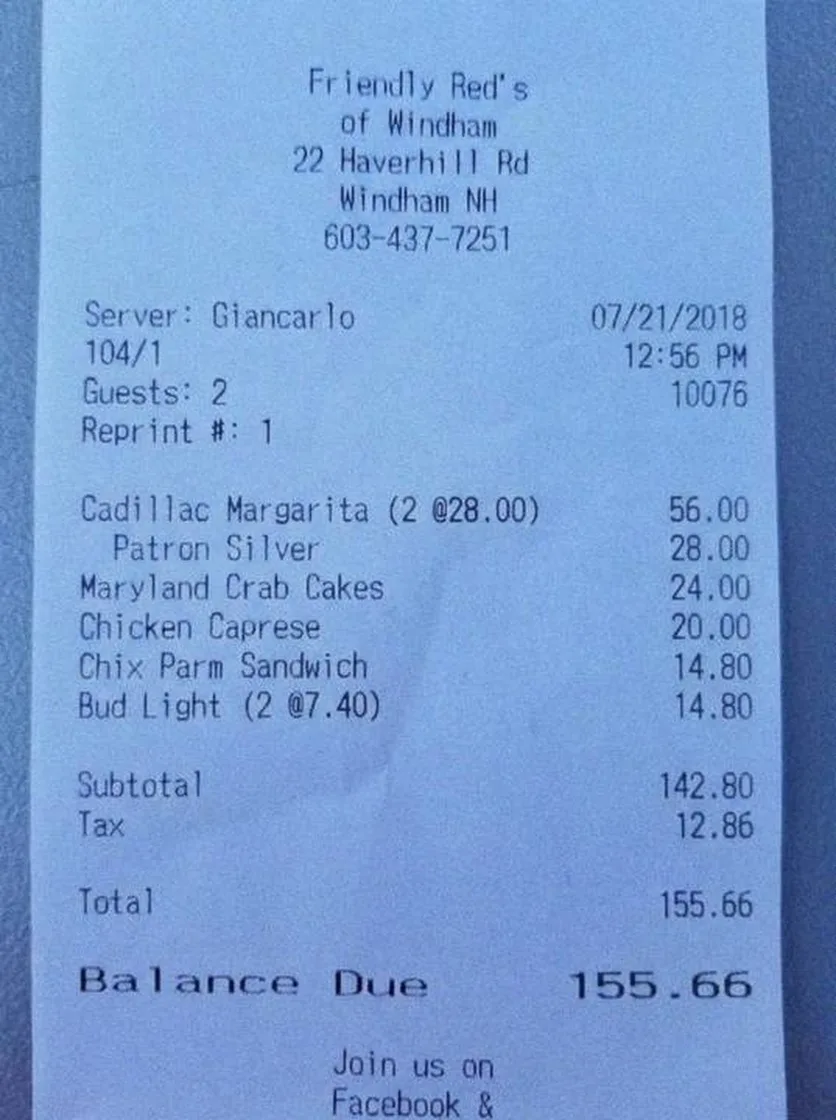 Friendly Red's
of Windham
22 Haverhill Rd
Windham NH
603-437-7251
Server: Giancarlo 07/21/2018
104/1 12:56 PM
Guests: 2 10076
Reprint #: 1
Cadillac Margarita (2 @28.00) 56.00
Patron Silver 28.00
Maryland Crab Cakes 24.00
Chicken Caprese 20.00
Chix Parm Sandwich 14.80
Bud Light (2 @7.40) 14.80
Subtotal 142.80
Tax 12.86
Total 155.66
Balance Due 155.66
Join us on
Facebook &